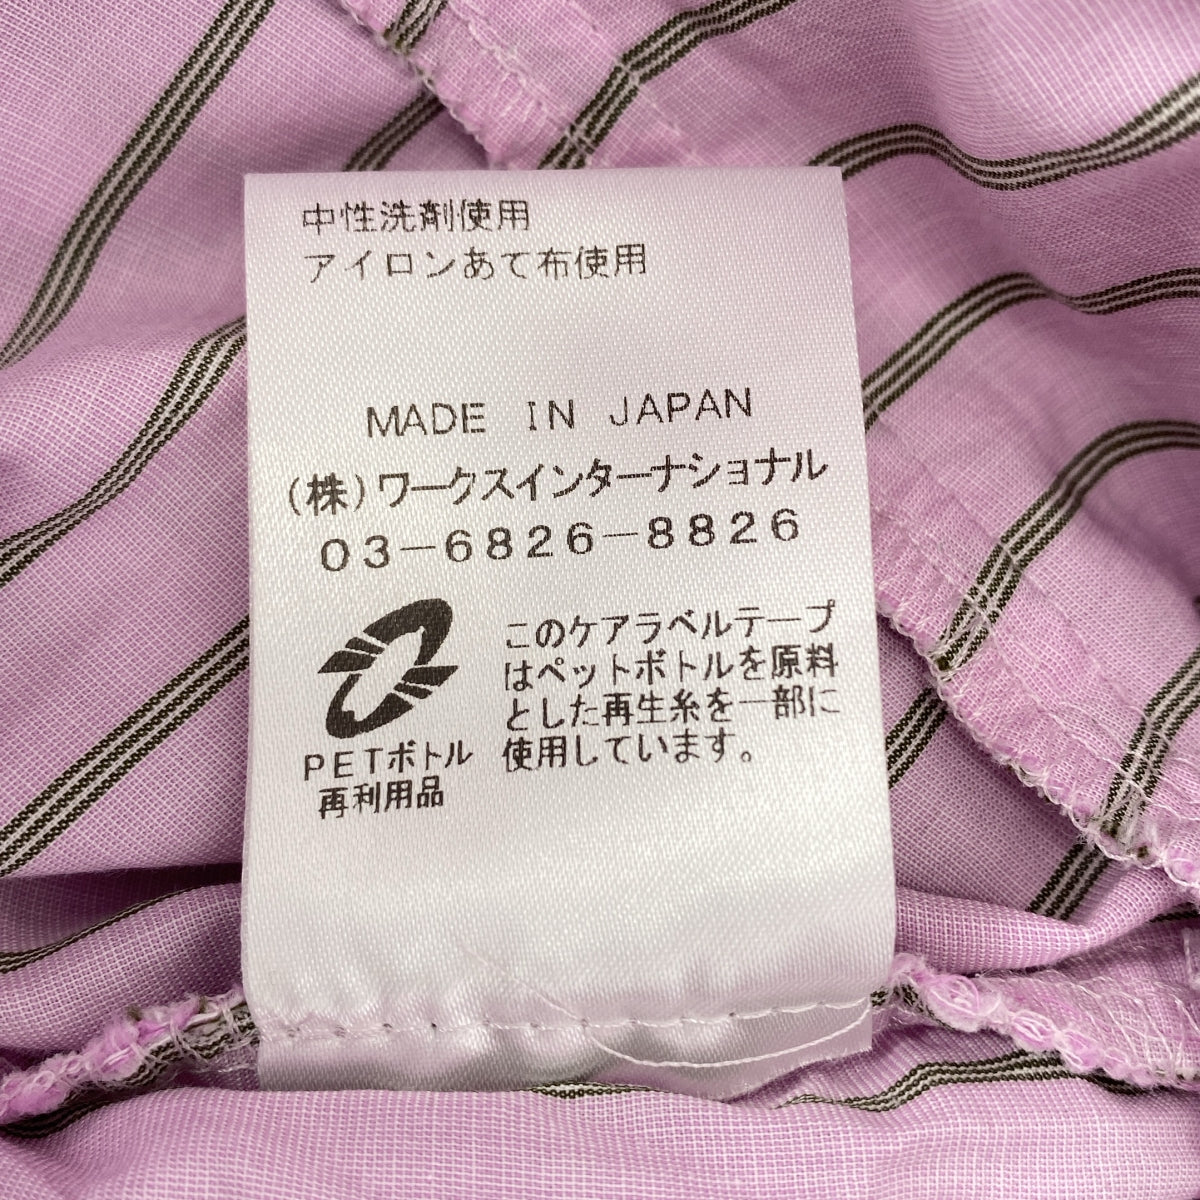 中性洗剤使用
アイロンあて布使用
MADE IN JAPAN
(株)ワークスインターナショナル
03-6826-8826
このケアラベルテープ
はペットボトルを原料
とした再生糸を一部に
使用しています。
PETボトル
再利用品